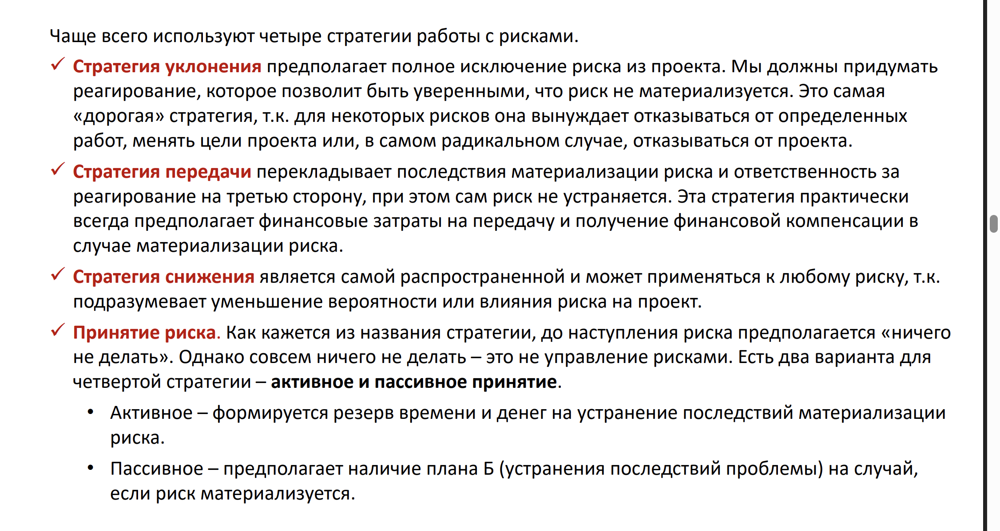 Чаще всего используют четыре стратегии работы с рисками.
✓ Стратегия уклонения предполагает полное исключение риска из проекта. Мы должны придумать
реагирование, которое позволит быть уверенными, что риск не материализуется. Это самая
«дорогая» стратегия, т.к. для некоторых рисков она вынуждает отказываться от определенных
работ, менять цели проекта или, в самом радикальном случае, отказываться от проекта.
✓ Стратегия передачи перекладывает последствия материализации риска и ответственность за
реагирование на третью сторону, при этом сам риск не устраняется. Эта стратегия практически
всегда предполагает финансовые затраты на передачу и получение финансовой компенсации в
случае материализации риска.
✓ Стратегия снижения является самой распространенной и может применяться к любому риску, т.к.
подразумевает уменьшение вероятности или влияния риска на проект.
✓ Принятие риска. Как кажется из названия стратегии, до наступления риска предполагается «ничего
не делать». Однако совсем ничего не делать – это не управление рисками. Есть два варианта для
четвертой стратегии – активное и пассивное принятие.
• Активное – формируется резерв времени и денег на устранение последствий материализации
риска.
• Пассивное – предполагает наличие плана Б (устранения последствий проблемы) на случай,
если риск материализуется.